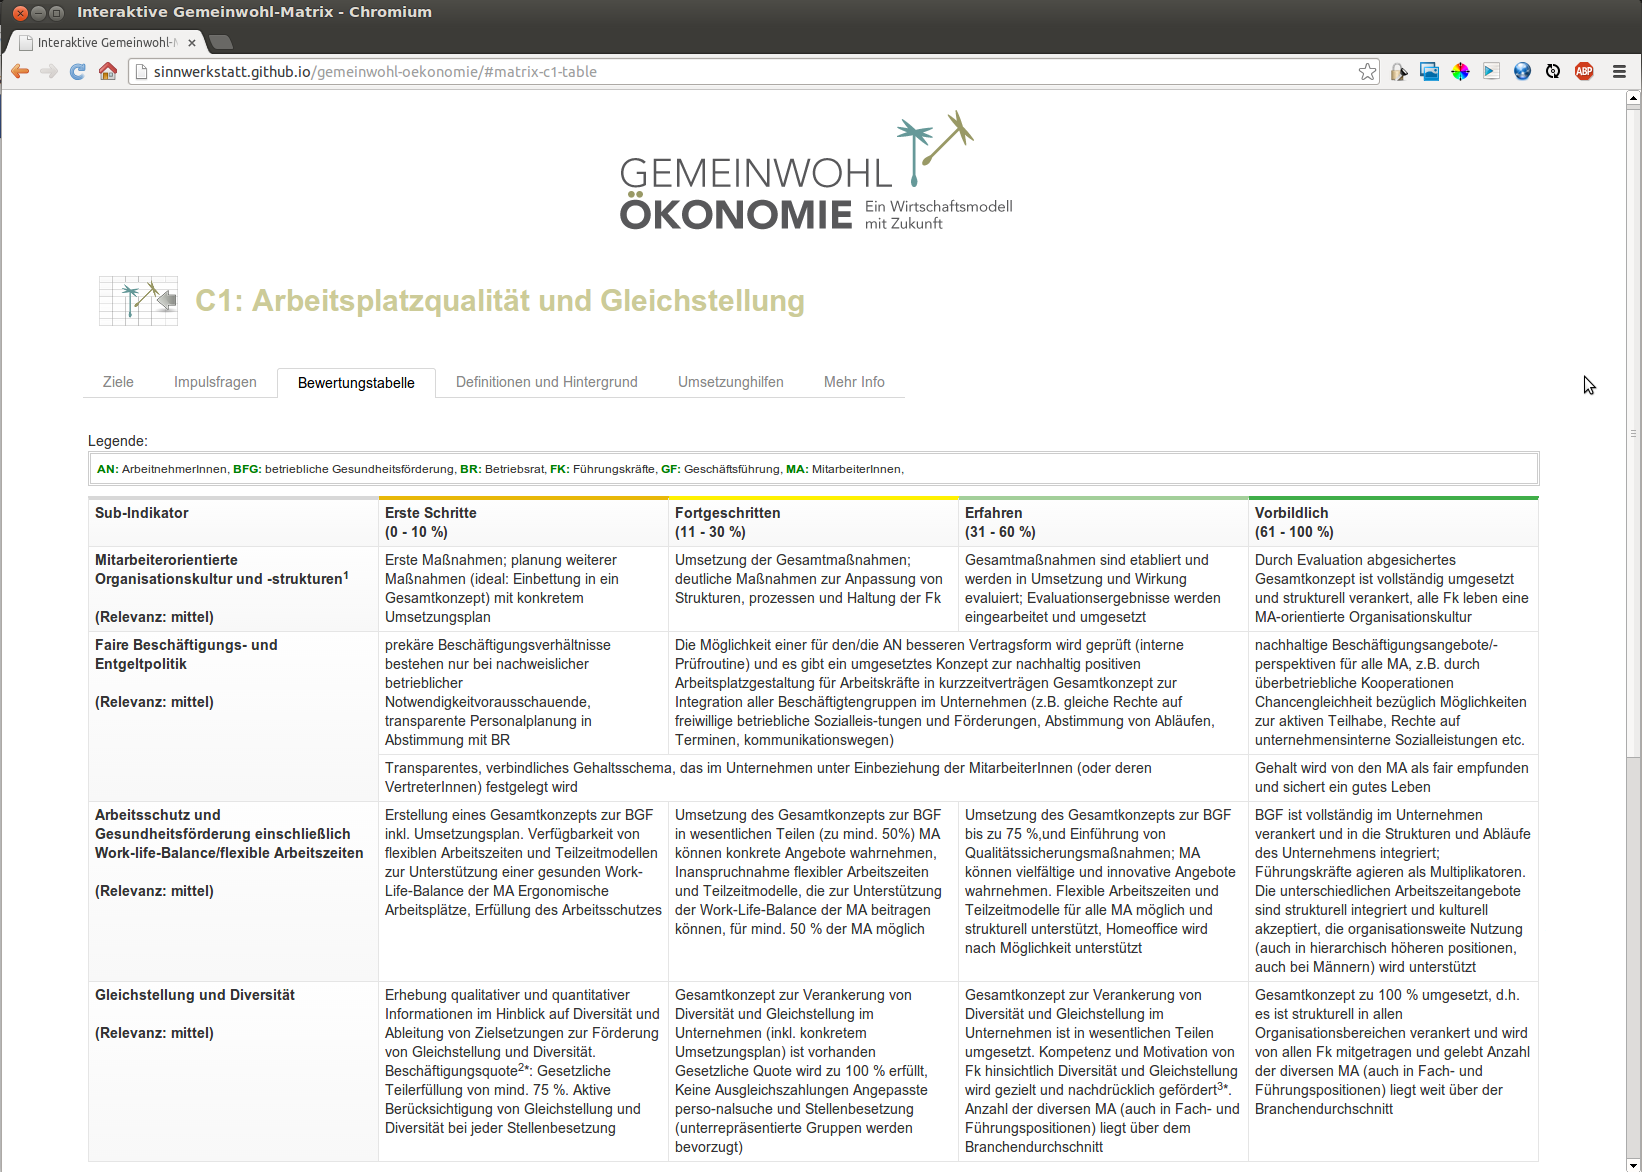 Interaktive Gemeinwohl-Matrix - Chromium
Interaktive Gemeinwohl-M
sinnwerkstatt.github.io/gemeinwohl-oekonomie/#matrix-c1-table
ABP
GEMEINWOHL
ÖKONOMIE
Ein Wirtschaftsmodell
mit Zukunft
C1: Arbeitsplatzqualität und Gleichstellung
Ziele Impulsfragen Bewertungstabelle Definitionen und Hintergrund Umsetzunghilfen Mehr Info
Legende:
AN: ArbeitnehmerInnen, BFG: betriebliche Gesundheitsförderung, BR: Betriebsrat, FK: Führungskräfte, GF: Geschäftsführung, MA: MitarbeiterInnen,
Sub-Indikator
Erste Schritte
(0 - 10 %)
Fortgeschritten
(11 - 30 %)
Erfahren
(31 - 60 %)
Vorbildlich
(61 - 100 %)
Mitarbeiterorientierte
Organisationskultur und -strukturen1
(Relevanz: mittel)
Erste Maßnahmen; planung weiterer
Maßnahmen (ideal: Einbettung in ein
Gesamtkonzept) mit konkretem
Umsetzungsplan
Umsetzung der Gesamtmaßnahmen;
deutliche Maßnahmen zur Anpassung von
Strukturen, prozessen und Haltung der Fk
Gesamtmaßnahmen sind etabliert und
werden in Umsetzung und Wirkung
evaluiert; Evaluationsergebnisse werden
eingearbeitet und umgesetzt
Durch Evaluation abgesichertes
Gesamtkonzept ist vollständig umgesetzt
und strukturell verankert, alle Fk leben eine
MA-orientierte Organisationskultur
Faire Beschäftigungs- und
Entgeltpolitik
(Relevanz: mittel)
prekäre Beschäftigungsverhältnisse
bestehen nur bei nachweislicher
betrieblicher
Notwendigkeitvorausschauende,
transparente Personalplanung in
Abstimmung mit BR
Die Möglichkeit einer für den/die AN besseren Vertragsform wird geprüft (interne
Prüfroutine) und es gibt ein umgesetztes Konzept zur nachhaltig positiven
Arbeitsplatzgestaltung für Arbeitskräfte in kurzzeitverträgen Gesamtkonzept zur
Integration aller Beschäftigtengruppen im Unternehmen (z.B. gleiche Rechte auf
freiwillige betriebliche Sozialleis-tungen und Förderungen, Abstimmung von Abläufen,
Terminen, kommunikationswegen)
nachhaltige Beschäftigungsangebote/-
perspektiven für alle MA, z.B. durch
überbetriebliche Kooperationen
Chancengleichheit bezüglich Möglichkeiten
zur aktiven Teilhabe, Rechte auf
unternehmensinterne Sozialleistungen etc.
Transparentes, verbindliches Gehaltsschema, das im Unternehmen unter Einbeziehung der MitarbeiterInnen (oder deren
VertreterInnen) festgelegt wird
Gehalt wird von den MA als fair empfunden
und sichert ein gutes Leben
Arbeitsschutz und
Gesundheitsförderung einschließlich
Work-life-Balance/flexible Arbeitszeiten
(Relevanz: mittel)
Erstellung eines Gesamtkonzepts zur BGF
inkl. Umsetzungsplan. Verfügbarkeit von
flexiblen Arbeitszeiten und Teilzeitmodellen
zur Unterstützung einer gesunden Work-
Life-Balance der MA Ergonomische
Arbeitsplätze, Erfüllung des Arbeitsschutzes
Umsetzung des Gesamtkonzepts zur BGF
in wesentlichen Teilen (zu mind. 50%) MA
können konkrete Angebote wahrnehmen,
Inanspruchnahme flexibler Arbeitszeiten
und Teilzeitmodelle, die zur Unterstützung
der Work-Life-Balance der MA beitragen
können, für mind. 50 % der MA möglich
Umsetzung des Gesamtkonzepts zur BGF
bis zu 75 %,und Einführung von
Qualitätssicherungsmaßnahmen; MA
können vielfältige und innovative Angebote
wahrnehmen. Flexible Arbeitszeiten und
Teilzeitmodelle für alle MA möglich und
strukturell unterstützt, Homeoffice wird
nach Möglichkeit unterstützt
BGF ist vollständig im Unternehmen
verankert und in die Strukturen und Abläufe
des Unternehmens integriert;
Führungskräfte agieren als Multiplikatoren.
Die unterschiedlichen Arbeitszeitangebote
sind strukturell integriert und kulturell
akzeptiert, die organisationsweite Nutzung
(auch in hierarchisch höheren positionen,
auch bei Männern) wird unterstützt
Gleichstellung und Diversität
(Relevanz: mittel)
Erhebung qualitativer und quantitativer
Informationen im Hinblick auf Diversität und
Ableitung von Zielsetzungen zur Förderung
von Gleichstellung und Diversität.
Beschäftigungsquote2*: Gesetzliche
Teilerfüllung von mind. 75 %. Aktive
Berücksichtigung von Gleichstellung und
Diversität bei jeder Stellenbesetzung
Gesamtkonzept zur Verankerung von
Diversität und Gleichstellung im
Unternehmen (inkl. konkretem
Umsetzungsplan) ist vorhanden
Gesetzliche Quote wird zu 100 % erfüllt,
Keine Ausgleichszahlungen Angepasste
perso-nalsuche und Stellenbesetzung
(unterrepräsentierte Gruppen werden
bevorzugt)
Gesamtkonzept zur Verankerung von
Diversität und Gleichstellung im
Unternehmen ist in wesentlichen Teilen
umgesetzt. Kompetenz und Motivation von
Fk hinsichtlich Diversität und Gleichstellung
wird gezielt und nachdrücklich gefördert3*.
Anzahl der diversen MA (auch in Fach- und
Führungspositionen) liegt über dem
Branchendurchschnitt
Gesamtkonzept zu 100 % umgesetzt, d.h.
es ist strukturell in allen
Organisationsbereichen verankert und wird
von allen Fk mitgetragen und gelebt Anzahl
der diversen MA (auch in Fach- und
Führungspositionen) liegt weit über der
Branchendurchschnitt